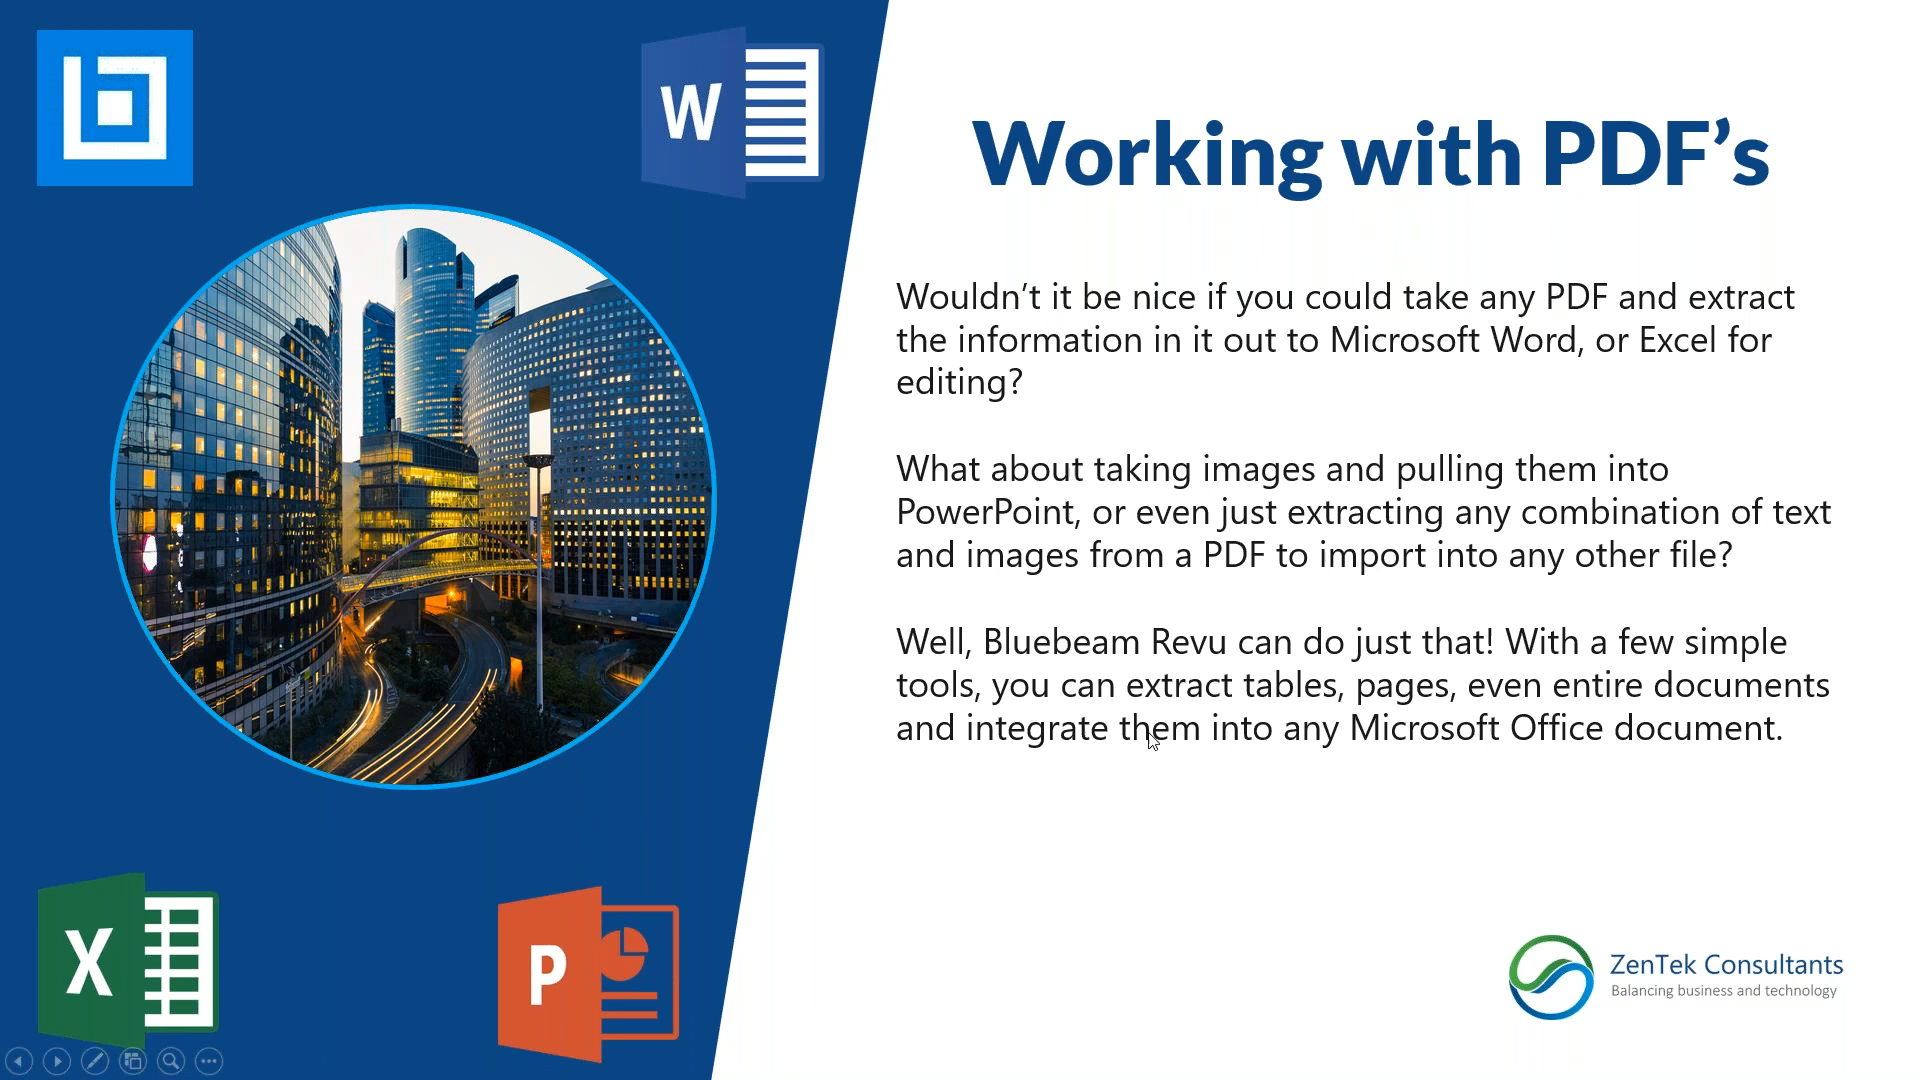 W
Working with PDF’s
Wouldn’t it be nice if you could take any PDF and extract
the information in it out to Microsoft Word, or Excel for
editing?
What about taking images and pulling them into
PowerPoint, or even just extracting any combination of text
and images from a PDF to import into any other file?
Well, Bluebeam Revu can do just that! With a few simple
tools, you can extract tables, pages, even entire documents
and integrate them into any Microsoft Office document.
X
P
ZenTek Consultants
Balancing business and technology